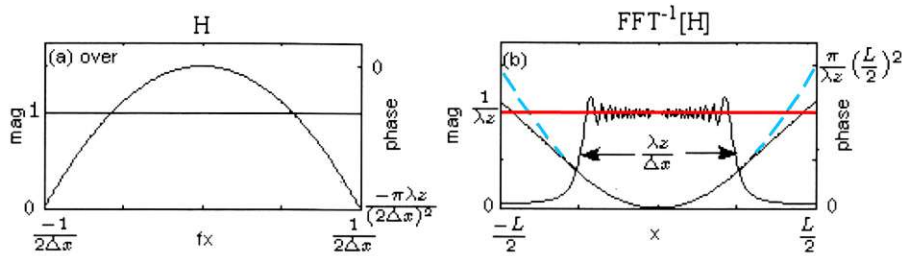 H
FFT⁻¹[H]
(a) over
mag
1
0
0
phase
-πλz/(2Δx)²
-1/2Δx
fx
1/2Δx
(b)
mag
1/λz
0
λz/Δx
π/λz (L/2)²
phase
0
-L/2
x
L/2